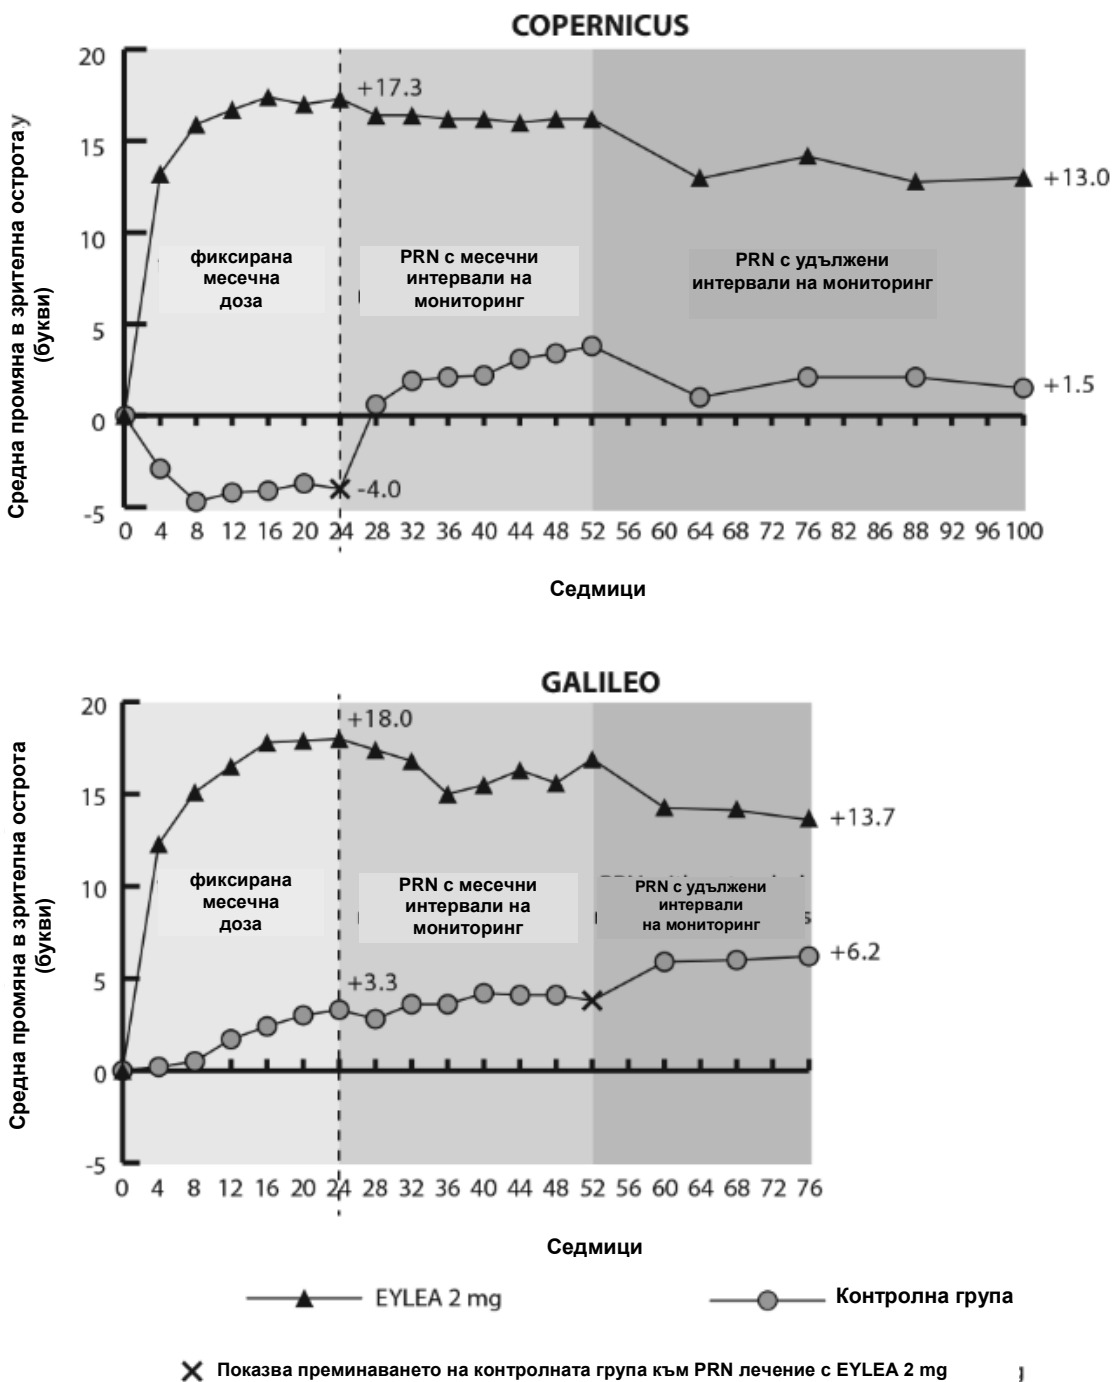 COPERNICUS
Средна промяна в зрителна острота у
(букви)
20
15
10
5
0
-5
+17.3
+13.0
фиксирана
месечна
доза
PRN с месечни
интервали на
мониторинг
PRN с удължени
интервали на мониторинг
+1.5
-4.0
0 4 8 12 16 20 24 28 32 36 40 44 48 52 56 60 64 68 72 76 82 86 88 92 96 100
Седмици
GALILEO
Средна промяна в зрителна острота
(букви)
20
15
10
5
0
-5
+18.0
+13.7
фиксирана
месечна
доза
PRN с месечни
интервали на
мониторинг
PRN с удължени
интервали
на мониторинг
s
+3.3
+6.2
0 4 8 12 16 20 24 28 32 36 40 44 48 52 56 60 64 68 72 76
Седмици
EYLEA 2 mg
Контролна група
Показва преминаването на контролната група към PRN лечение с EYLEA 2 mg